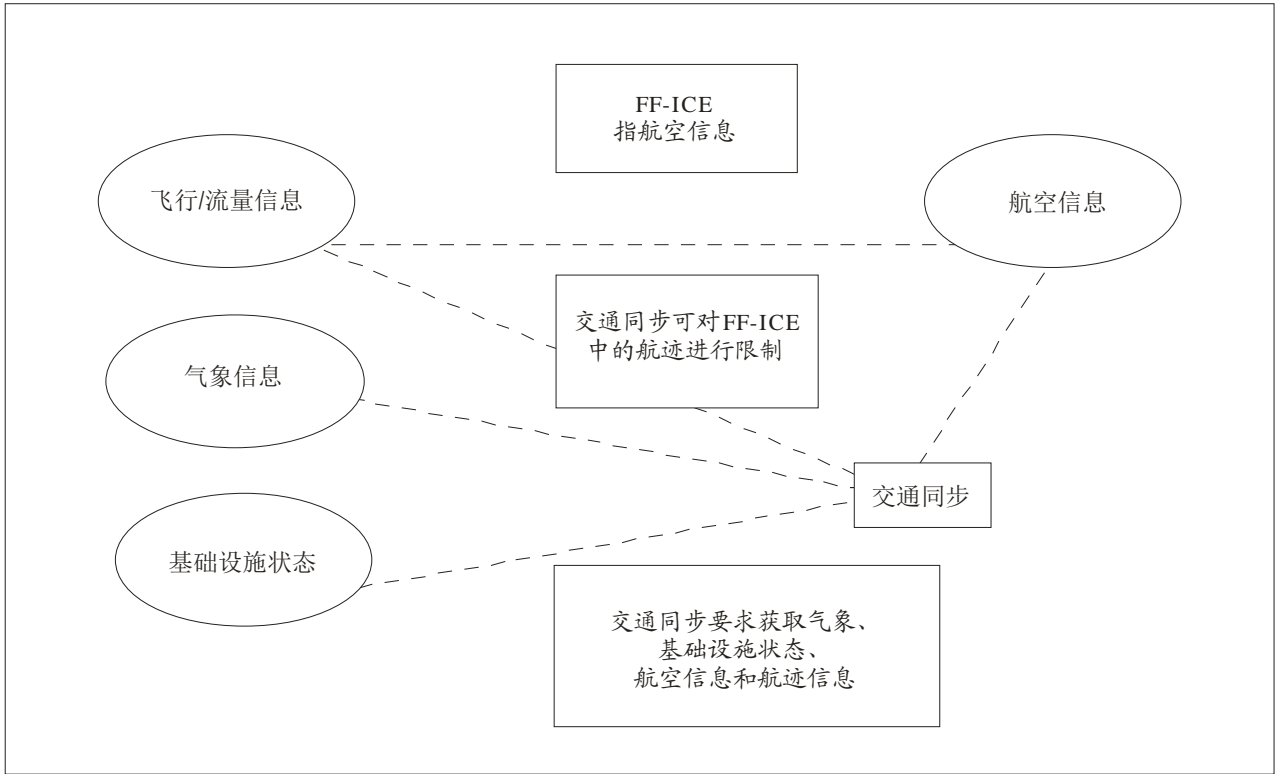 FF-ICE
指航空信息
飞行/流量信息
航空信息
交通同步可对FF-ICE
中的航迹进行限制
气象信息
交通同步
基础设施状态
交通同步要求获取气象、
基础设施状态、
航空信息和航迹信息